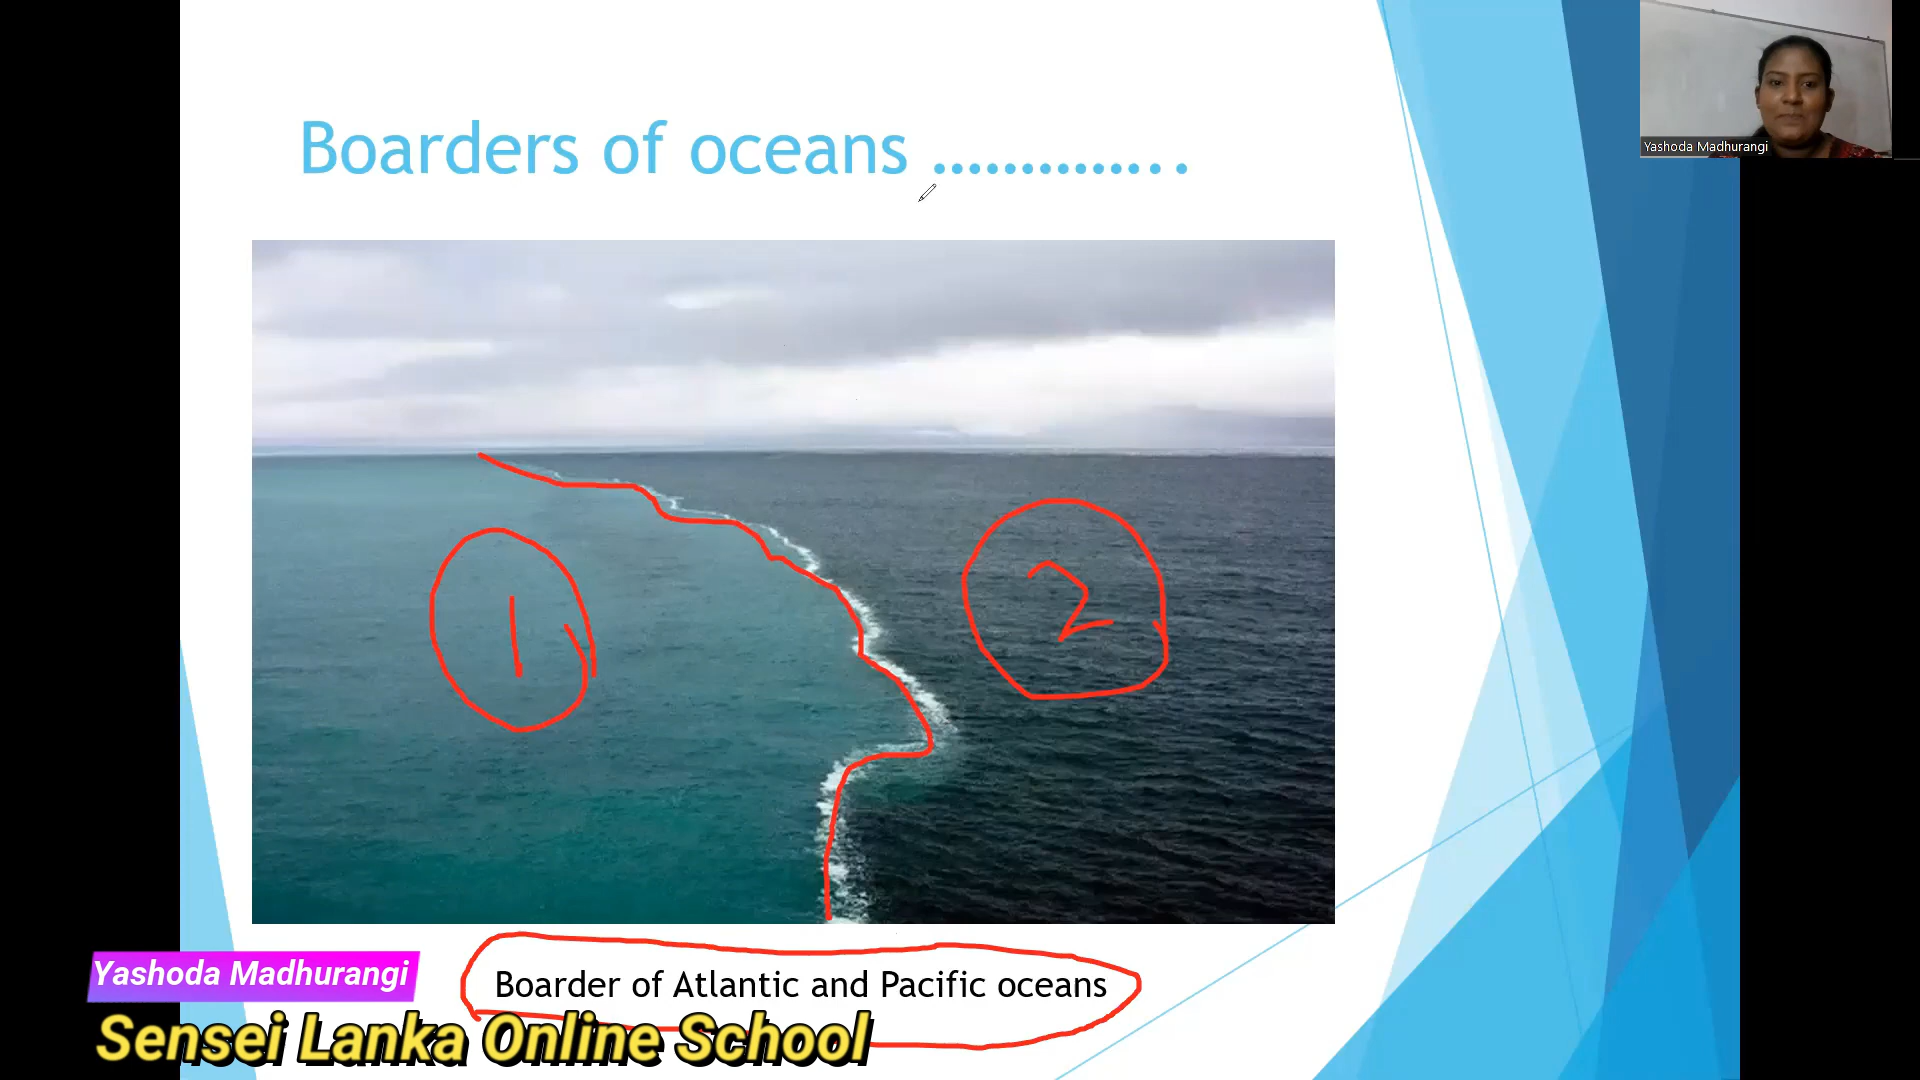 Boarders of oceans ..............
Yashoda Madhurangi
1
2
Boarder of Atlantic and Pacific oceans
Yashoda Madhurangi
Sensei Lanka Online School